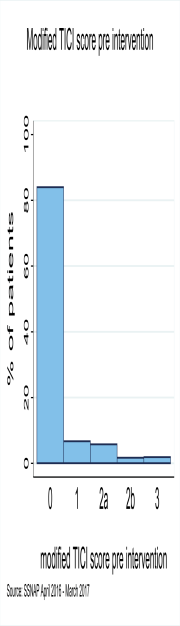 Modified TICI score pre intervention
100
80
60
40
20
0
% of patients
0 1 2a 2b 3
modified TICI score pre intervention
Source: SSNAP April 2016 - March 2017